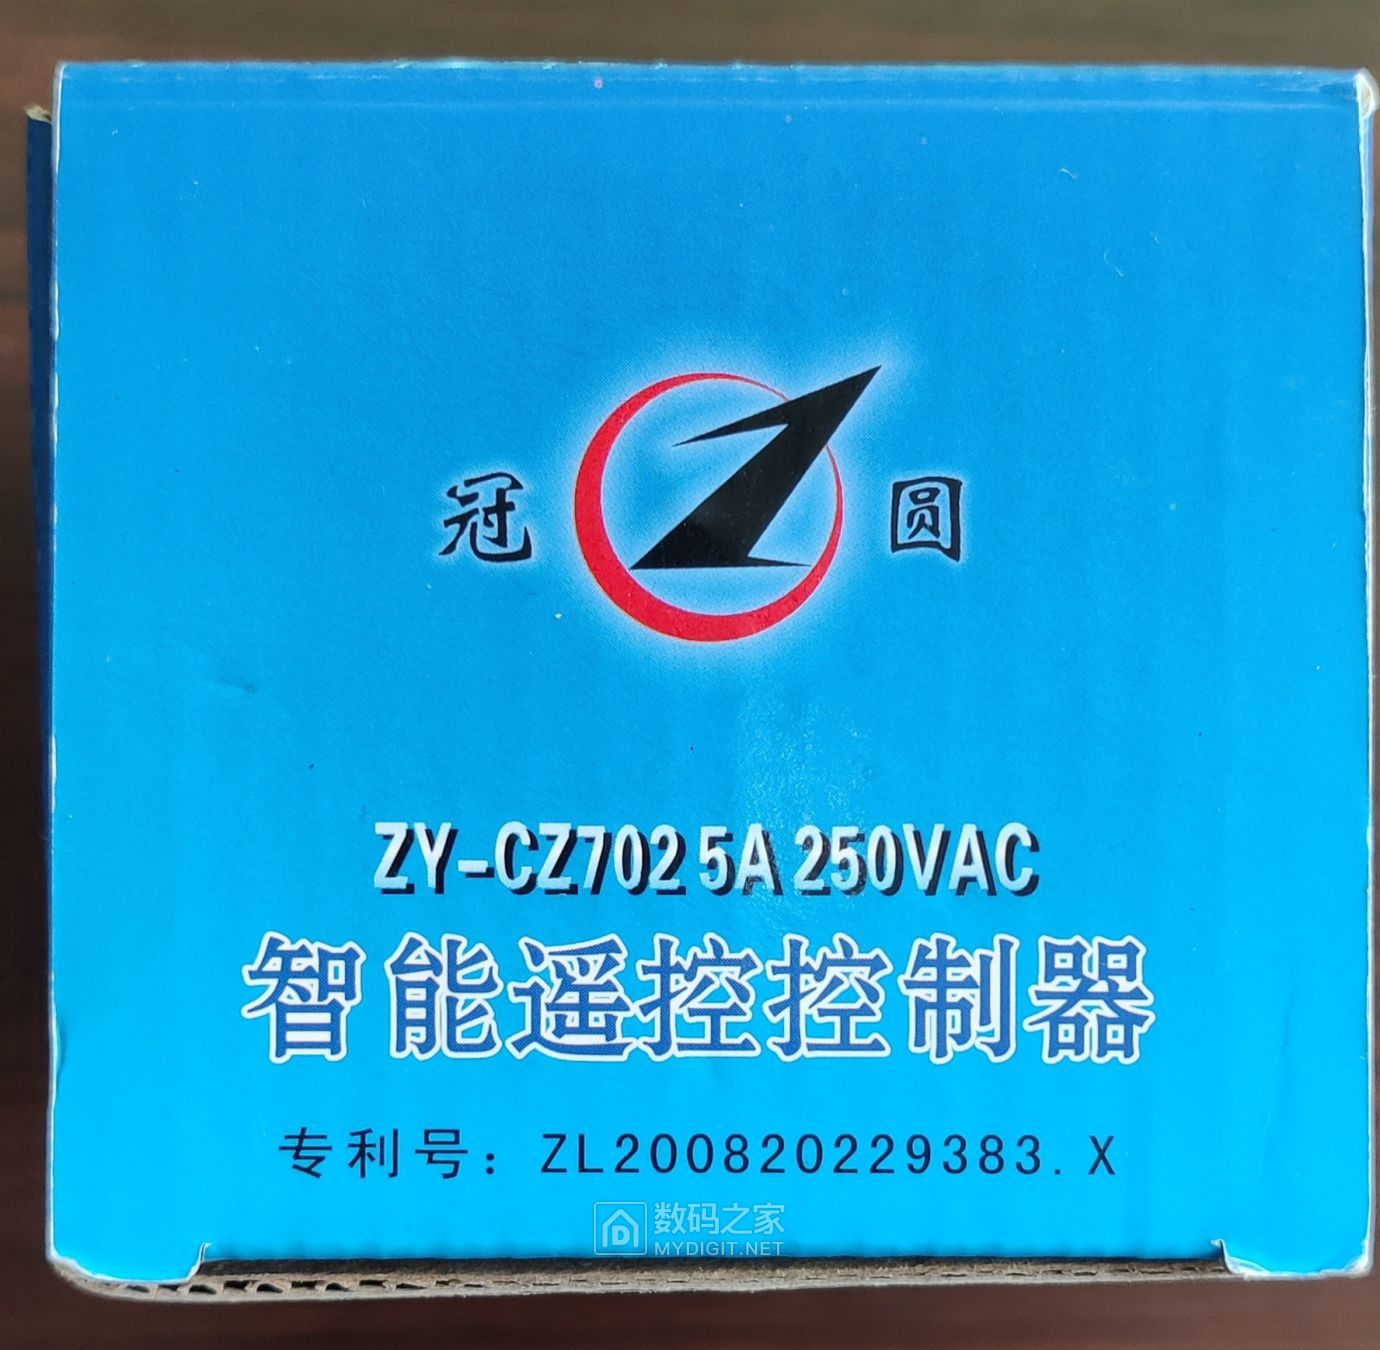 冠 圆
ZY-CZ702 5A 250VAC
智能遥控控制器
专利号：ZL200820229383.X
数码之家
MYDIGIT.NET